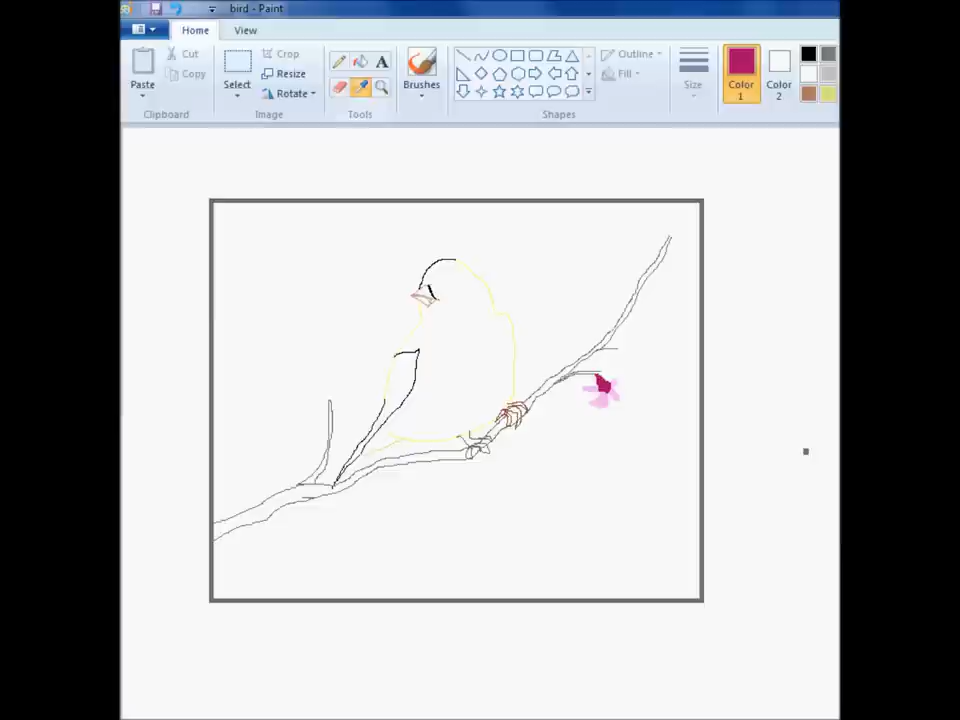 bird - Paint
Home View
Paste
Cut
Copy
Clipboard
Select
Crop
Resize
Rotate
Image
A
Tools
Brushes
Outline
Fill
Shapes
Size
Color 1
Color 2